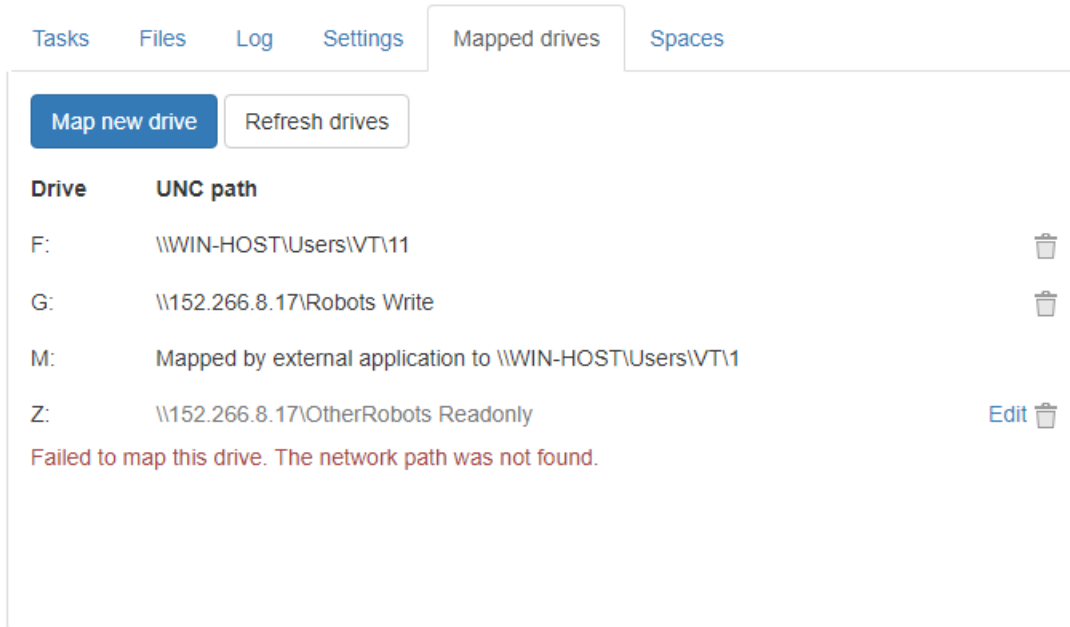 Tasks Files Log Settings Mapped drives Spaces
Map new drive Refresh drives
Drive UNC path
F: \\WIN-HOST\Users\VT\11
G: \\152.266.8.17\Robots Write
M: Mapped by external application to \\WIN-HOST\Users\VT\1
Z: \\152.266.8.17\OtherRobots Readonly Edit
Failed to map this drive. The network path was not found.